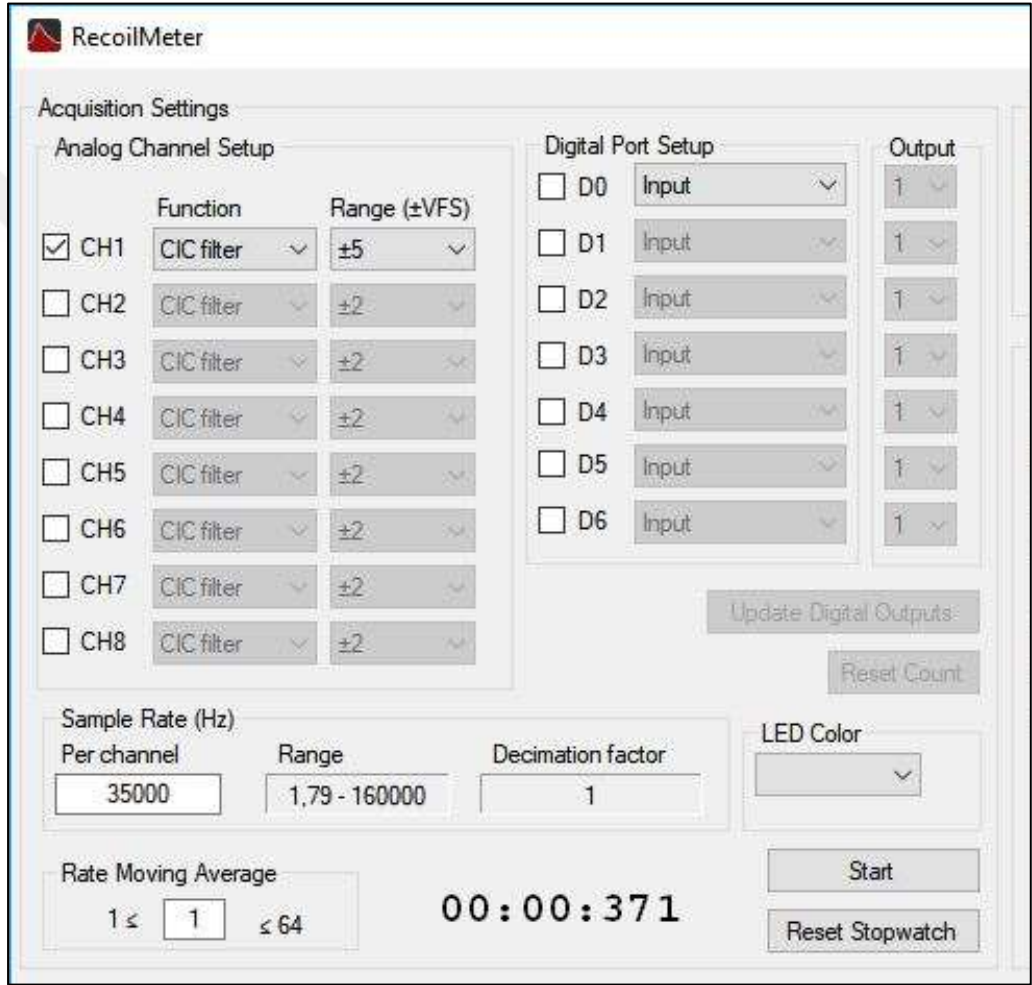 RecoilMeter
Acquisition Settings
Analog Channel Setup
Function Range (±VFS)
CH1 CIC filter ±5
CH2 CIC filter ±2
CH3 CIC filter ±2
CH4 CIC filter ±2
CH5 CIC filter ±2
CH6 CIC filter ±2
CH7 CIC filter ±2
CH8 CIC filter ±2
Digital Port Setup Output
D0 Input 1
D1 Input 1
D2 Input 1
D3 Input 1
D4 Input 1
D5 Input 1
D6 Input 1
Update Digital Outputs
Reset Count
Sample Rate (Hz)
Per channel Range Decimation factor
35000 1,79 - 160000 1
LED Color
Rate Moving Average
1 ≤ 1 ≤ 64
00:00:371
Start
Reset Stopwatch